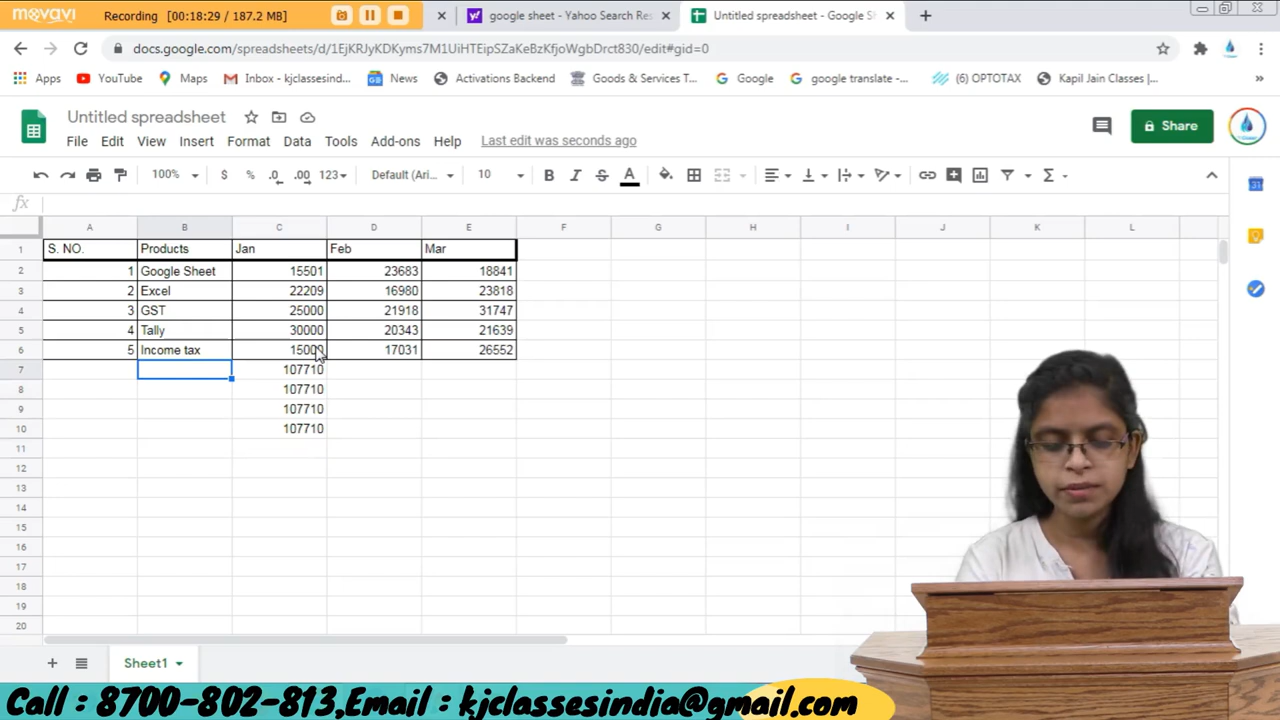 movavi Recording (00:18:29 / 187.2 MB)
google sheet - Yahoo Search Res
Untitled spreadsheet - Google Sh
docs.google.com/spreadsheets/d/1EjKRJyKDKyms7M1UiHTEipSZaKeBzKfjoWgbDrct830/edit#gid=0
Apps YouTube Maps Inbox - kjclassesind... News Activations Backend Goods & Services T... Google google translate -... (6) OPTOTAX Kapil Jain Classes |... »
Untitled spreadsheet
Share
File Edit View Insert Format Data Tools Add-ons Help Last edit was seconds ago
100% $ % .0 .00 123 Default (Ari... 10 B I S A Σ
fx
A B C D E F G H I J K L
1 S. NO. Products Jan Feb Mar
2 1 Google Sheet 15501 23683 18841
3 2 Excel 22209 16980 23818
4 3 GST 25000 21918 31747
5 4 Tally 30000 20343 21639
6 5 Income tax 15000 17031 26552
7 107710
8 107710
9 107710
10 107710
11
12
13
14
15
16
17
18
19
20
Sheet1
Call : 8700-802-813,Email : kjclassesindia@gmail.com